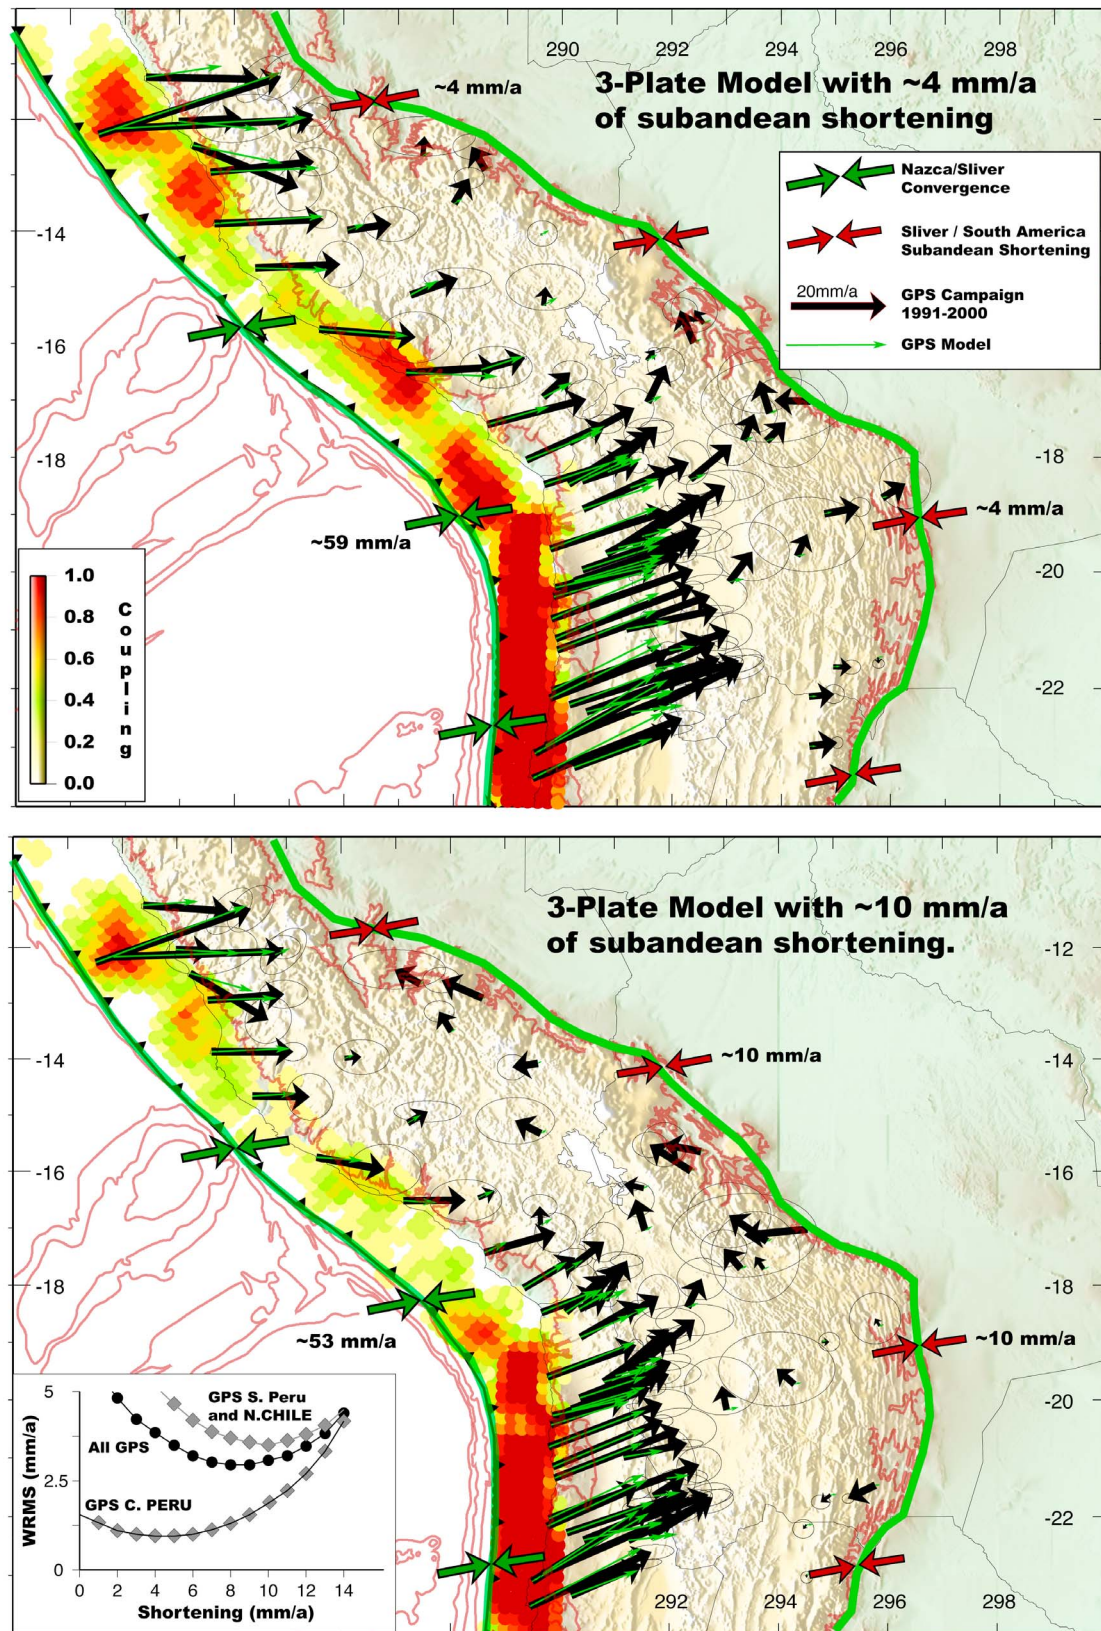 290 292 294 296 298
3-Plate Model with ~4 mm/a
of subandean shortening
~4 mm/a
Nazca/Sliver
Convergence
Sliver / South America
Subandean Shortening
20mm/a
GPS Campaign
1991-2000
GPS Model
-14
-16
-18
-18
~4 mm/a
~59 mm/a
-20
-22
1.0
0.8
0.6
0.4
0.2
0.0
Coupling
3-Plate Model with ~10 mm/a
of subandean shortening.
-12
-14
-14
~10 mm/a
-16
-16
-18
-18
~53 mm/a
~10 mm/a
-20
-22
292 294 296 298
5
2.5
0
WRMS (mm/a)
GPS S. Peru
and N.CHILE
All GPS
GPS C. PERU
0 2 4 6 8 10 12 14
Shortening (mm/a)